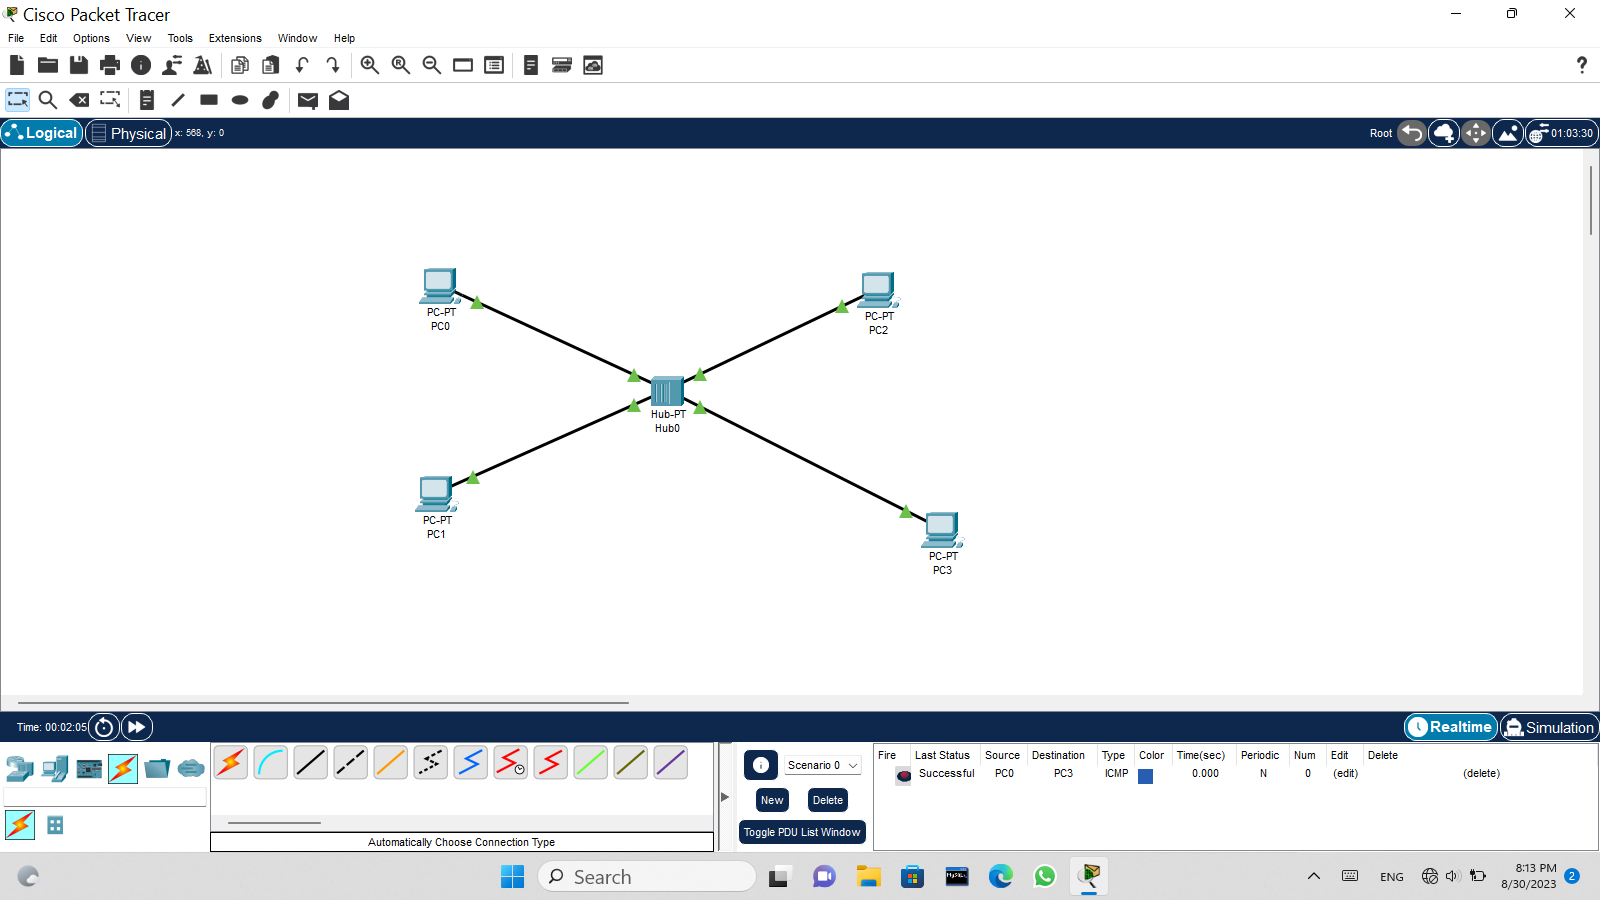 Cisco Packet Tracer
File Edit Options View Tools Extensions Window Help
?
Logical Physical x: 568, y: 0 Root 01:03:30
PC-PT
PC0
PC-PT
PC2
Hub-PT
Hub0
PC-PT
PC1
PC-PT
PC3
Time: 00:02:05 Realtime Simulation
Scenario 0
New Delete
Toggle PDU List Window
Automatically Choose Connection Type
Fire Last Status Source Destination Type Color Time(sec) Periodic Num Edit Delete
Successful PC0 PC3 ICMP 0.000 N 0 (edit) (delete)
Search
MySQL
ENG
8:13 PM
8/30/2023
2